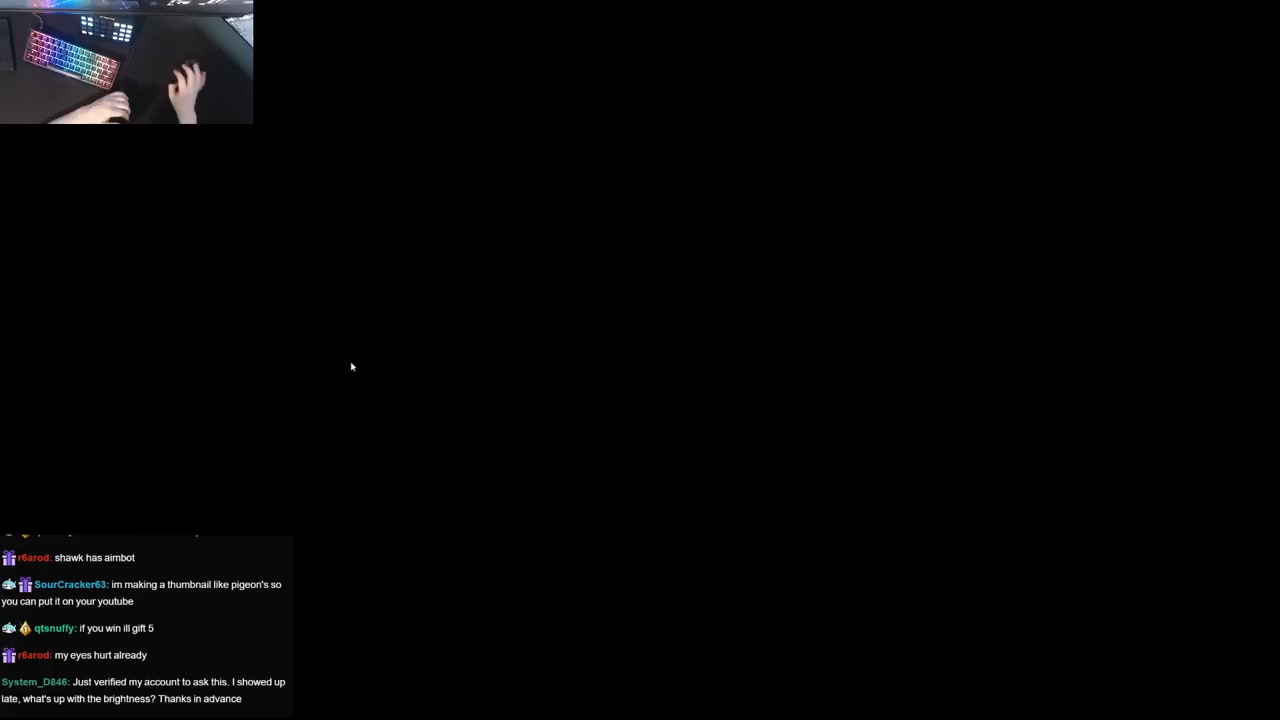 r6arod: shawk has aimbot
SourCracker63: im making a thumbnail like pigeon's so
you can put it on your youtube
qtsnuffy: if you win ill gift 5
r6arod: my eyes hurt already
System_D846: Just verified my account to ask this. I showed up
late, what's up with the brightness? Thanks in advance